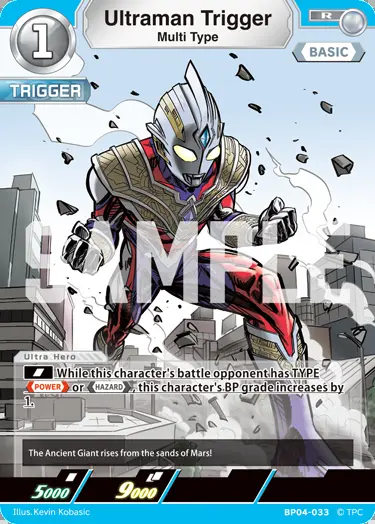 1
Ultraman Trigger
Multi Type
R
BASIC
TRIGGER
SAMPLE
Ultra Hero
While this character's battle opponent has TYPE
POWER or HAZARD, this character's BP grade increases by
1.
The Ancient Giant rises from the sands of Mars!
5000
9000
Illus.Kevin Kobasic
BP04-033 © TPC